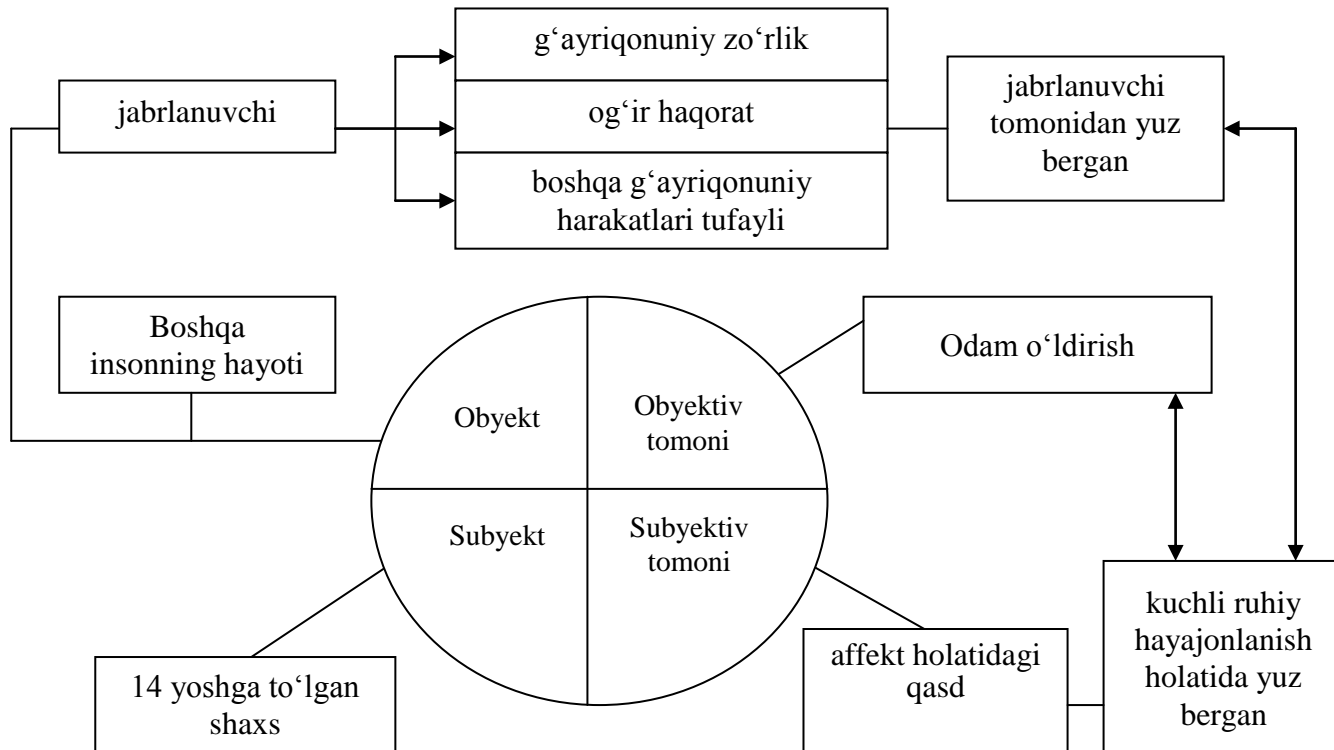 g‘ayriqonuniy zo‘rlik
jabrlanuvchi
og‘ir haqorat
boshqa g‘ayriqonuniy
harakatlari tufayli
jabrlanuvchi
tomonidan yuz
bergan
Boshqa
insonning hayoti
Odam o‘ldirish
Obyekt
Obyektiv
tomoni
Subyekt
Subyektiv
tomoni
14 yoshga to‘lgan
shaxs
affekt holatidagi
qasd
kuchli ruhiy
hayajonlanish
holatida yuz
bergan